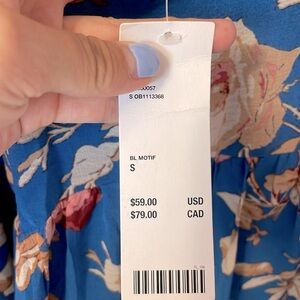 S OB1113368
BL MOTIF
S
$59.00 USD
$79.00 CAD